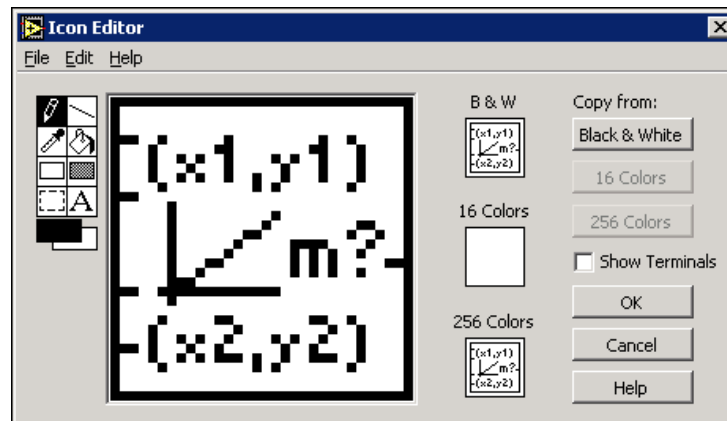 Icon Editor
File Edit Help
B & W
Copy from:
(x1,y1)
m?
(x2,y2)
Black & White
16 Colors
16 Colors
256 Colors
Show Terminals
OK
256 Colors
Cancel
Help
A
(x1,y1)
m?
(x2,y2)
(x1,y1)
m?
(x2,y2)